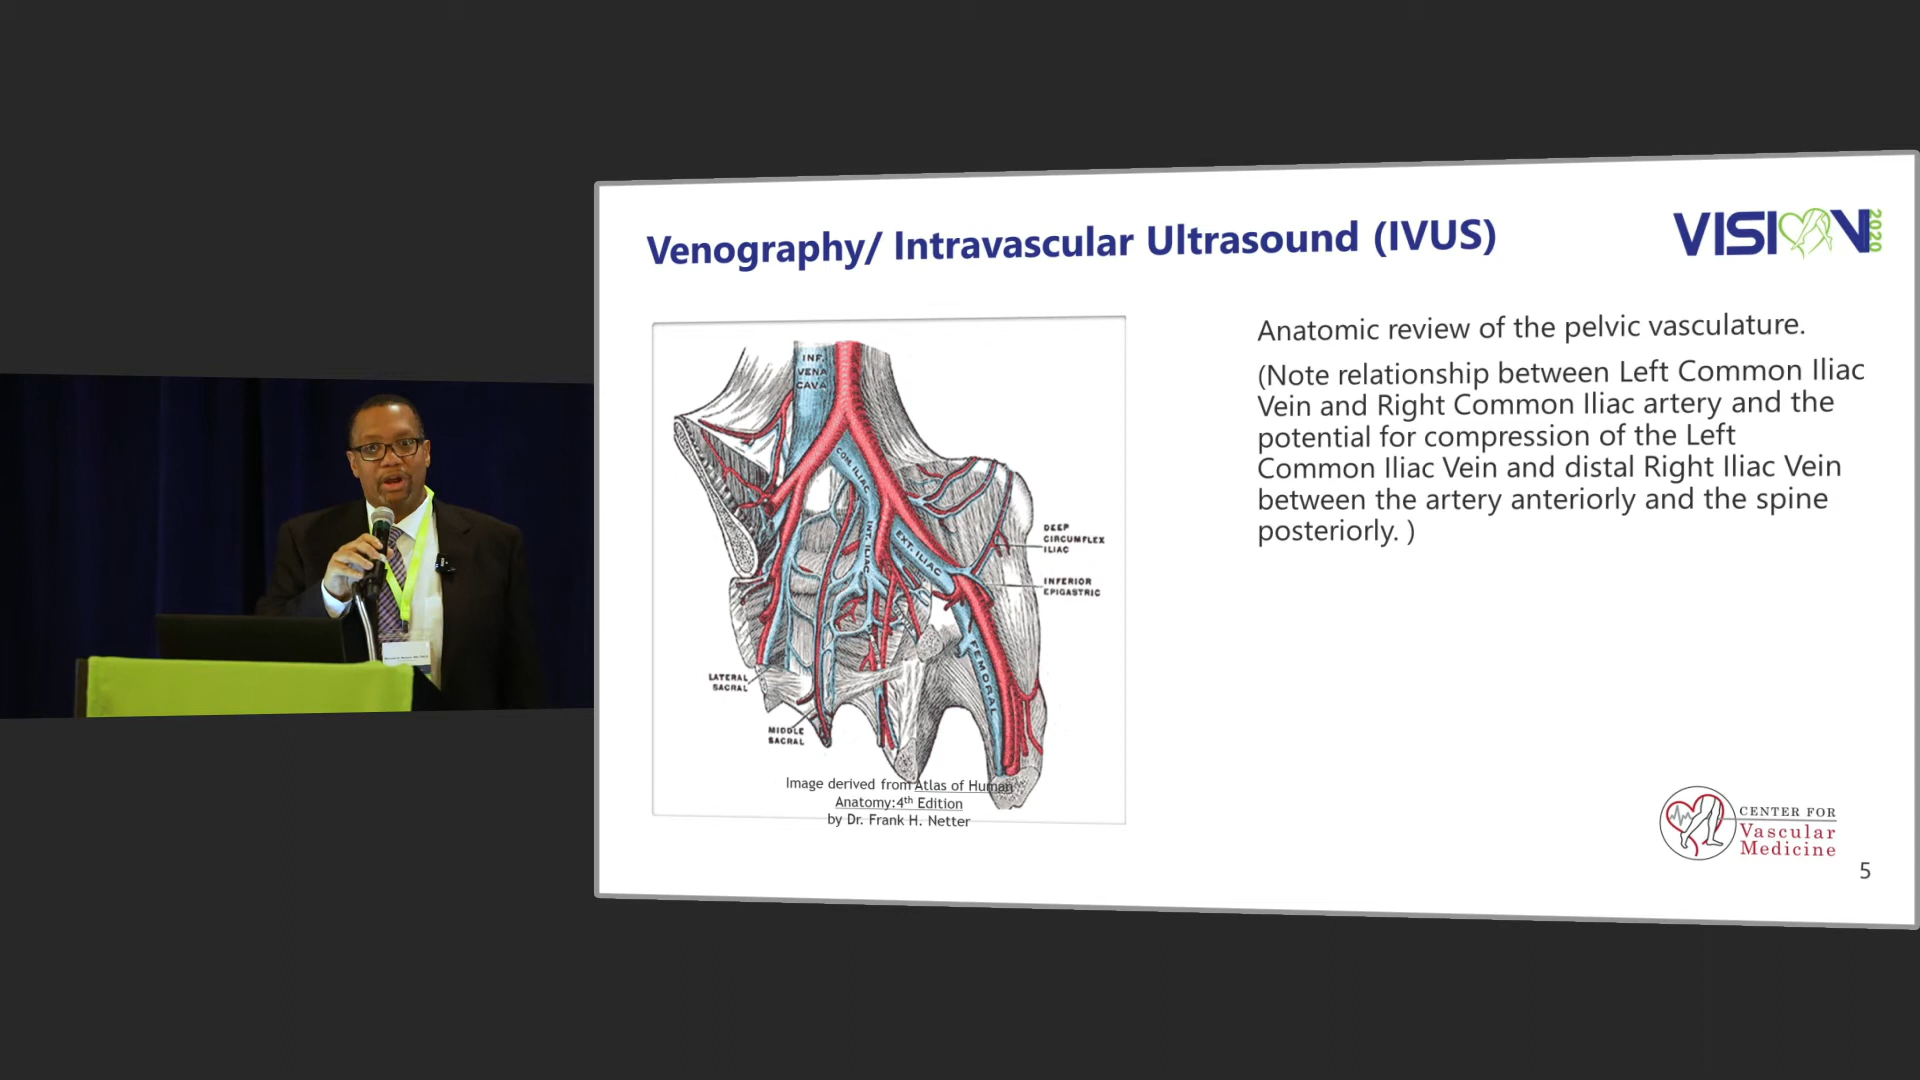 Venography/ Intravascular Ultrasound (IVUS)
VISION
2020
INF.
VENA
CAVA
COM. ILIAC
INT. ILIAC
EXT. ILIAC
DEEP
CIRCUMFLEX
ILIAC
INFERIOR
EPIGASTRIC
FEMORAL
LATERAL
SACRAL
MIDDLE
SACRAL
Image derived from Atlas of Human
Anatomy:4th Edition
by Dr. Frank H. Netter
Anatomic review of the pelvic vasculature.
(Note relationship between Left Common Iliac
Vein and Right Common Iliac artery and the
potential for compression of the Left
Common Iliac Vein and distal Right Iliac Vein
between the artery anteriorly and the spine
posteriorly. )
CENTER FOR
Vascular
Medicine
5